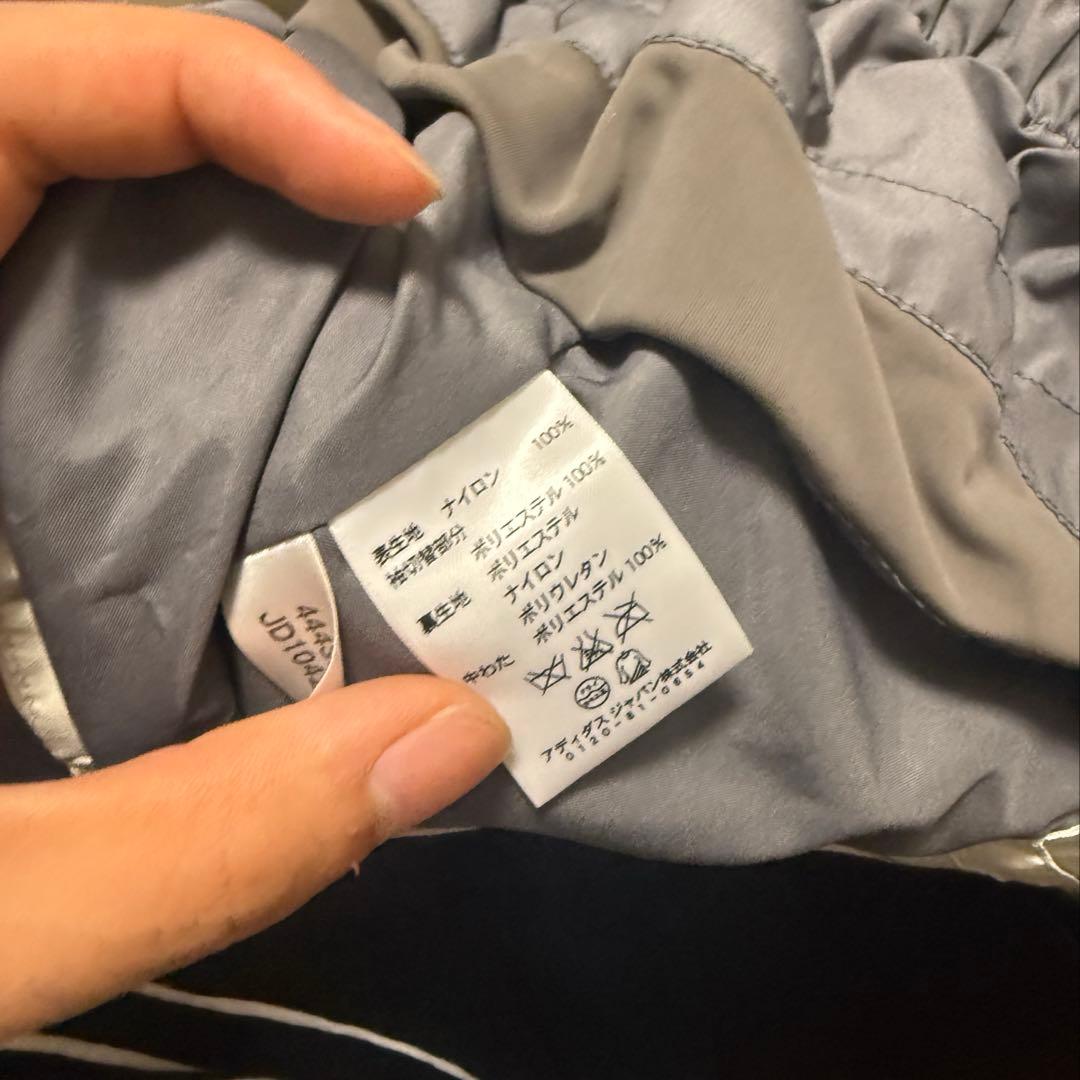 表生地 ナイロン 100%
袖切替部分 ポリエステル 100%
ポリエステル
裏生地 ナイロン
ポリウレタン
中わた ポリエステル 100%
アディダス ジャパン株式会社
0120-81-0654
JD104